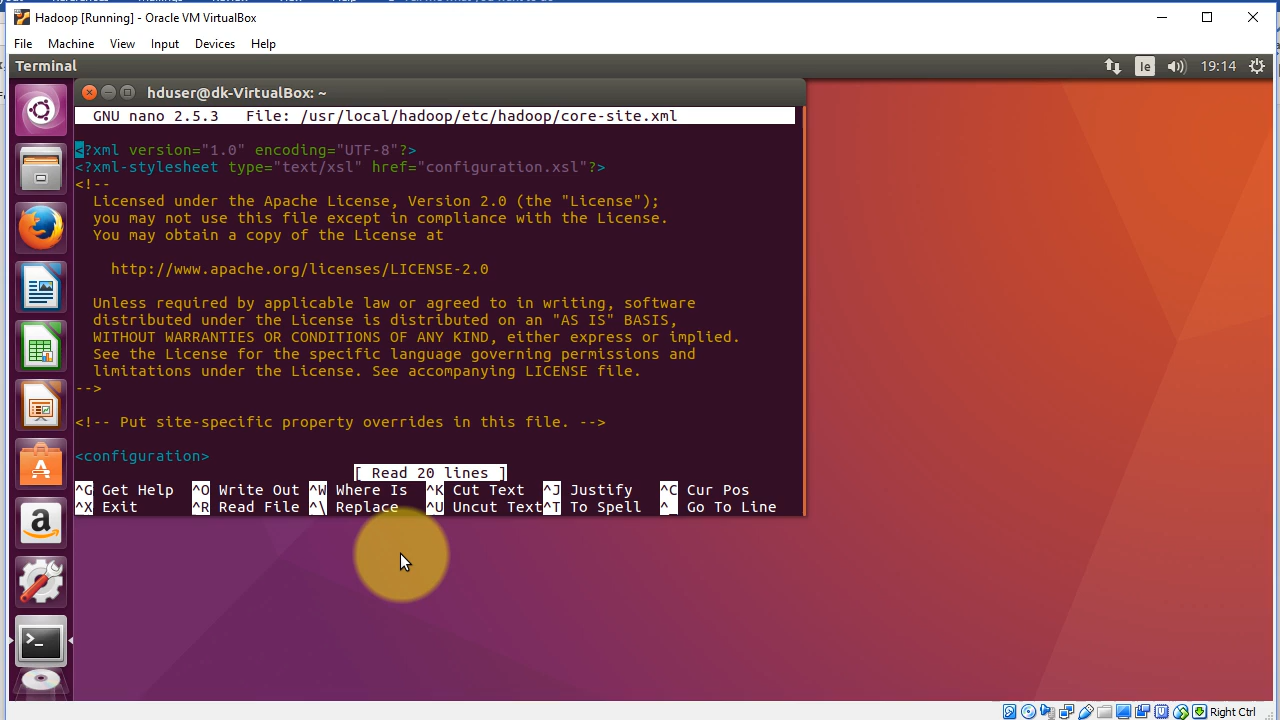 Hadoop [Running] - Oracle VM VirtualBox
File Machine View Input Devices Help
Terminal
Ie
19:14
hduser@dk-VirtualBox: ~
GNU nano 2.5.3 File: /usr/local/hadoop/etc/hadoop/core-site.xml
<?xml version="1.0" encoding="UTF-8"?>
<?xml-stylesheet type="text/xsl" href="configuration.xsl"?>
<!--
Licensed under the Apache License, Version 2.0 (the "License");
you may not use this file except in compliance with the License.
You may obtain a copy of the License at
http://www.apache.org/licenses/LICENSE-2.0
Unless required by applicable law or agreed to in writing, software
distributed under the License is distributed on an "AS IS" BASIS,
WITHOUT WARRANTIES OR CONDITIONS OF ANY KIND, either express or implied.
See the License for the specific language governing permissions and
limitations under the License. See accompanying LICENSE file.
-->
<!-- Put site-specific property overrides in this file. -->
<configuration>
[ Read 20 lines ]
^G Get Help ^O Write Out ^W Where Is ^K Cut Text ^J Justify ^C Cur Pos
^X Exit ^R Read File ^\ Replace ^U Uncut Text ^T To Spell ^_ Go To Line
Right Ctrl